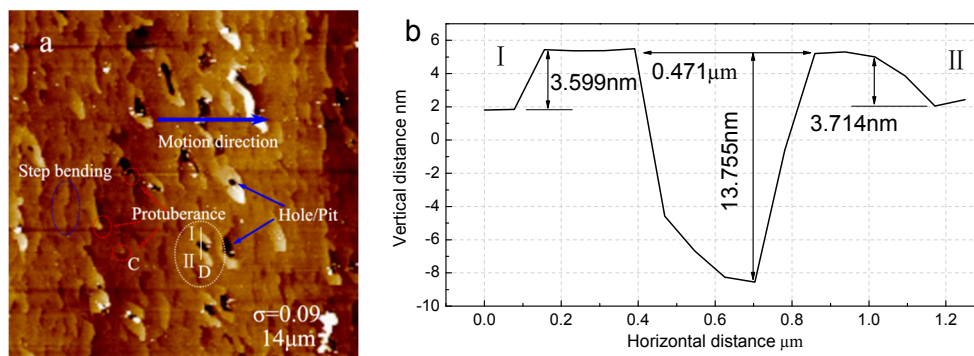 a
Motion direction
Step bending
Protuberance
Hole/Pit
I
II
D
C
σ=0.09
14μm
b
Vertical distance nm
6
4
2
0
-2
-4
-6
-8
-10
I
II
3.599nm
0.471μm
13.755nm
3.714nm
0.0 0.2 0.4 0.6 0.8 1.0 1.2
Horizontal distance μm